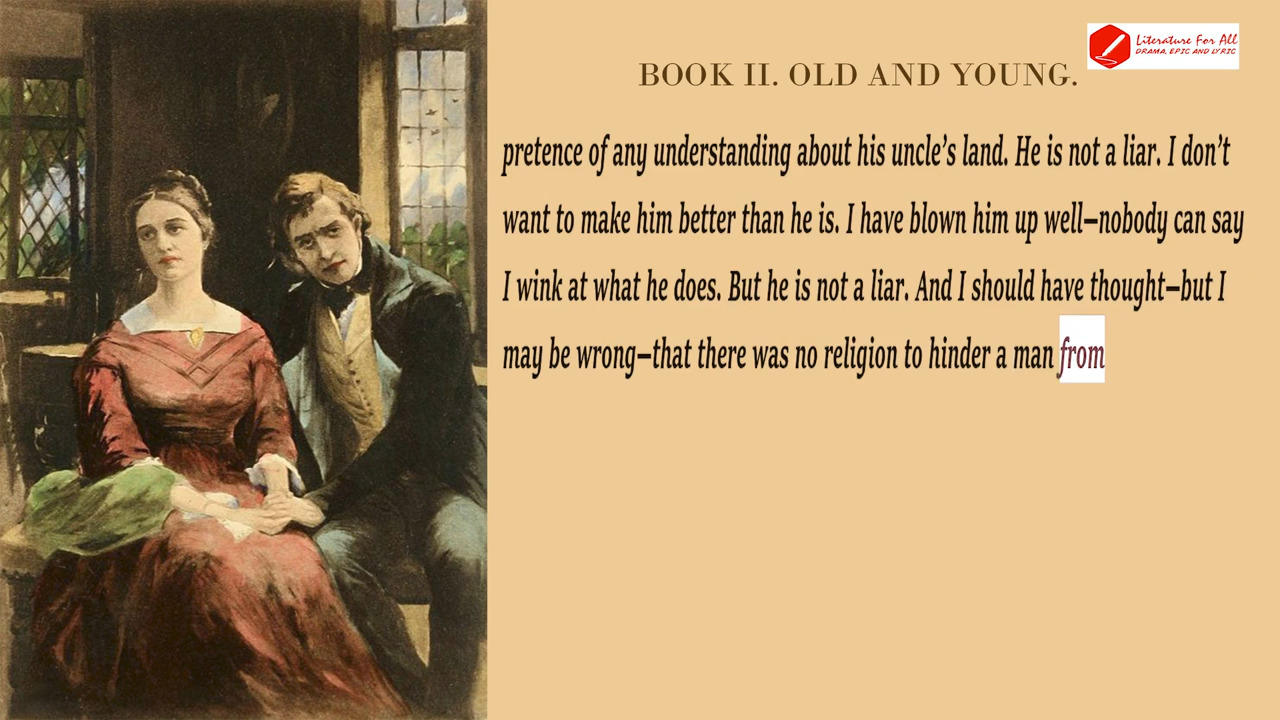 Literature For All
DRAMA, EPIC AND LYRIC
BOOK II. OLD AND YOUNG.
pretence of any understanding about his uncle’s land. He is not a liar. I don’t
want to make him better than he is. I have blown him up well—nobody can say
I wink at what he does. But he is not a liar. And I should have thought—but I
may be wrong—that there was no religion to hinder a man from